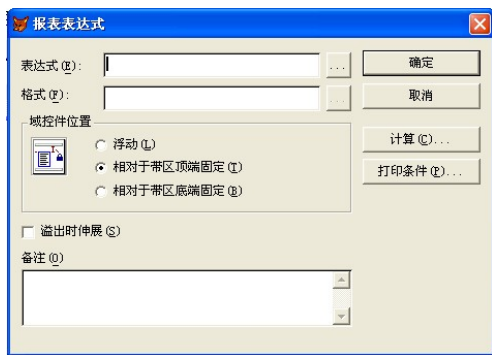 报表表达式
表达式(E): ... 确定
格式(F): ... 取消
域控件位置
浮动(L)
相对于带区顶端固定(T)
相对于带区底端固定(B)
计算(C)...
打印条件(P)...
溢出时伸展(S)
备注(O)